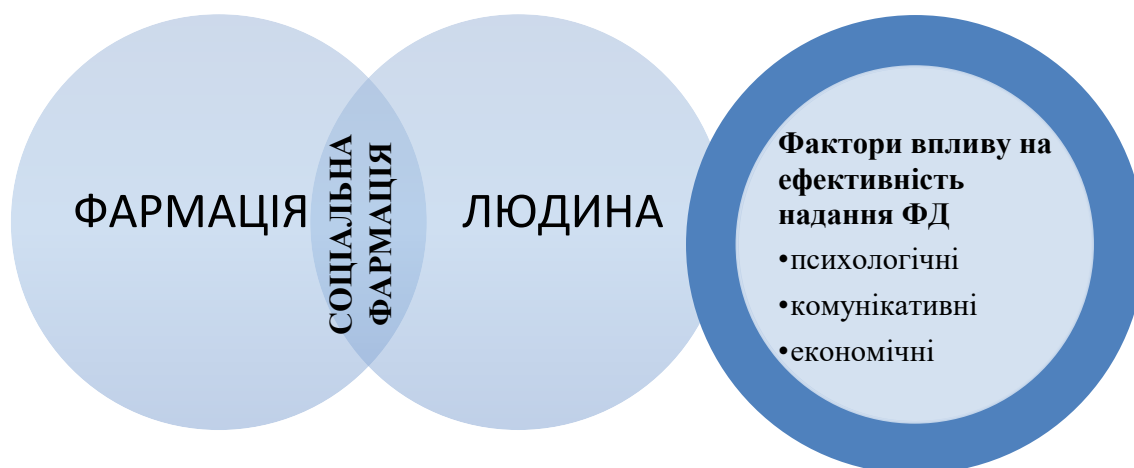 ФАРМАЦІЯ
СОЦІАЛЬНА
ФАРМАЦІЯ
ЛЮДИНА
Фактори впливу на
ефективність
надання ФД
•психологічні
•комунікативні
•економічні